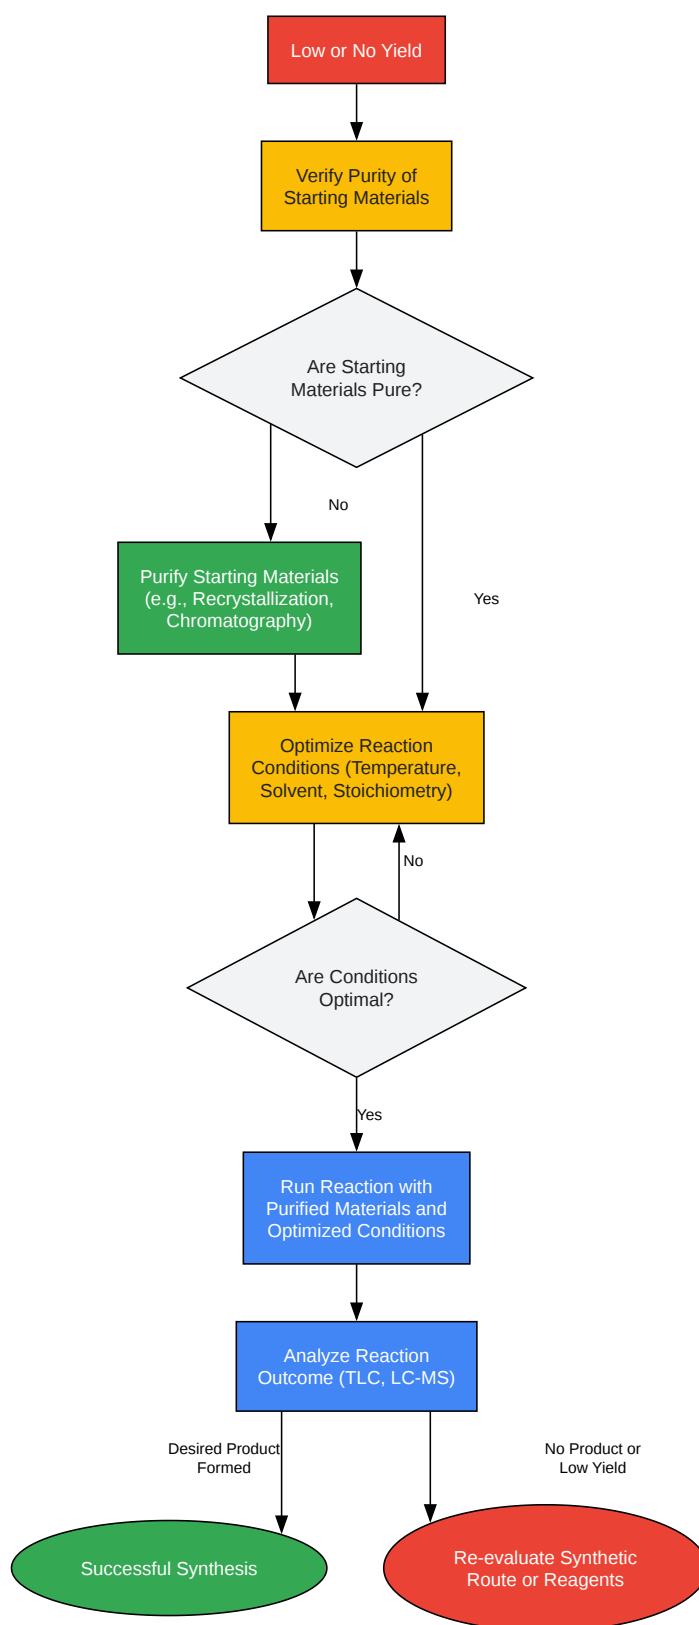 Low or No Yield
Verify Purity of
Starting Materials
Are Starting
Materials Pure?
No
Yes
Purify Starting Materials
(e.g., Recrystallization,
Chromatography)
Optimize Reaction
Conditions (Temperature,
Solvent, Stoichiometry)
No
Are Conditions
Optimal?
Yes
Run Reaction with
Purified Materials and
Optimized Conditions
Analyze Reaction
Outcome (TLC, LC-MS)
Desired Product
Formed
No Product or
Low Yield
Successful Synthesis
Re-evaluate Synthetic
Route or Reagents